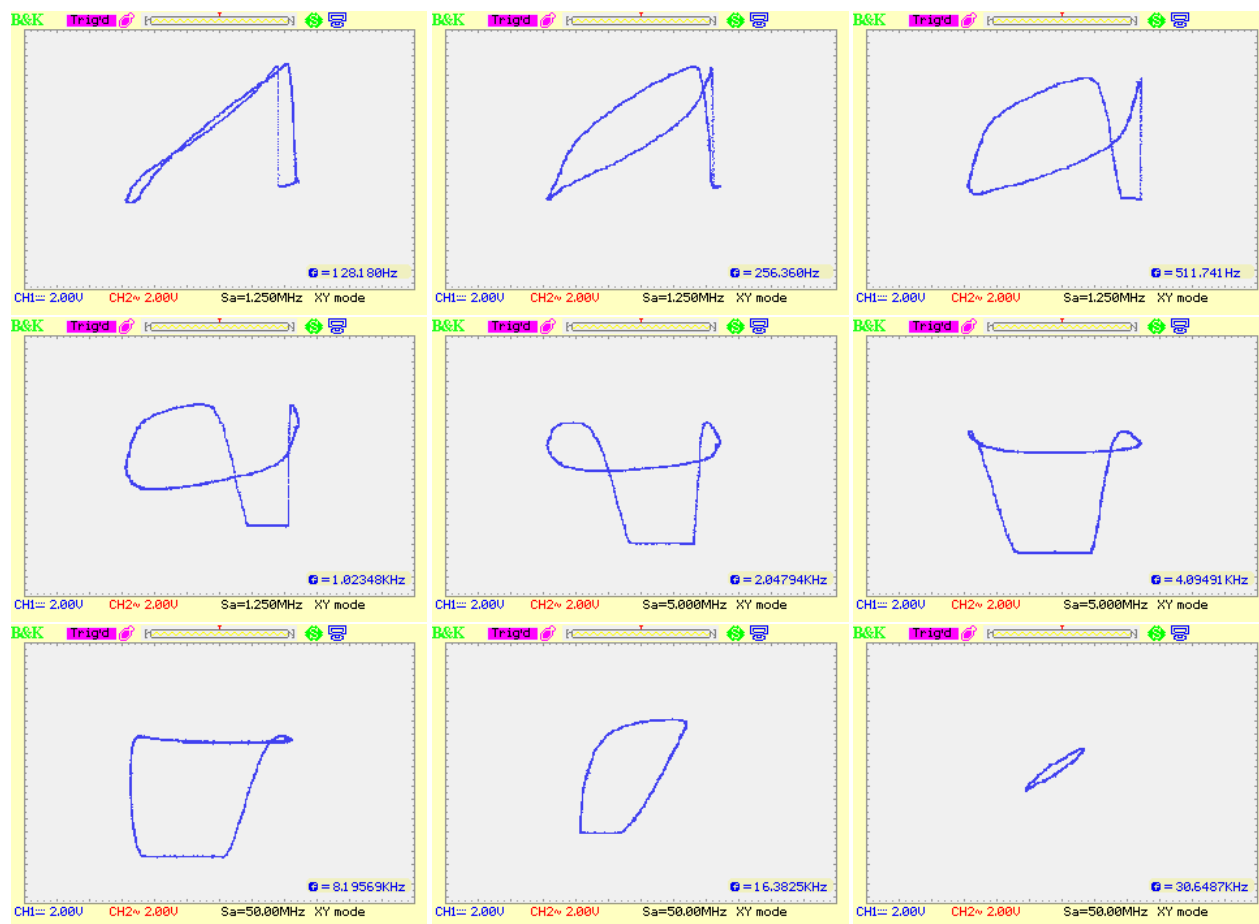 B&K Trig'd B&K Trig'd B&K Trig'd
f=128.180Hz f=256.360Hz f=511.741Hz
CH1 2.00V CH2~ 2.00V Sa=1.250MHz XY mode CH1 2.00V CH2~ 2.00V Sa=1.250MHz XY mode CH1 2.00V CH2~ 2.00V Sa=1.250MHz XY mode
B&K Trig'd B&K Trig'd B&K Trig'd
f=1.02348KHz f=2.04794KHz f=4.09491KHz
CH1 2.00V CH2~ 2.00V Sa=1.250MHz XY mode CH1 2.00V CH2~ 2.00V Sa=5.000MHz XY mode CH1 2.00V CH2~ 2.00V Sa=5.000MHz XY mode
B&K Trig'd B&K Trig'd B&K Trig'd
f=8.19569KHz f=16.3825KHz f=30.6487KHz
CH1 2.00V CH2~ 2.00V Sa=50.00MHz XY mode CH1 2.00V CH2~ 2.00V Sa=50.00MHz XY mode CH1 2.00V CH2~ 2.00V Sa=50.00MHz XY mode